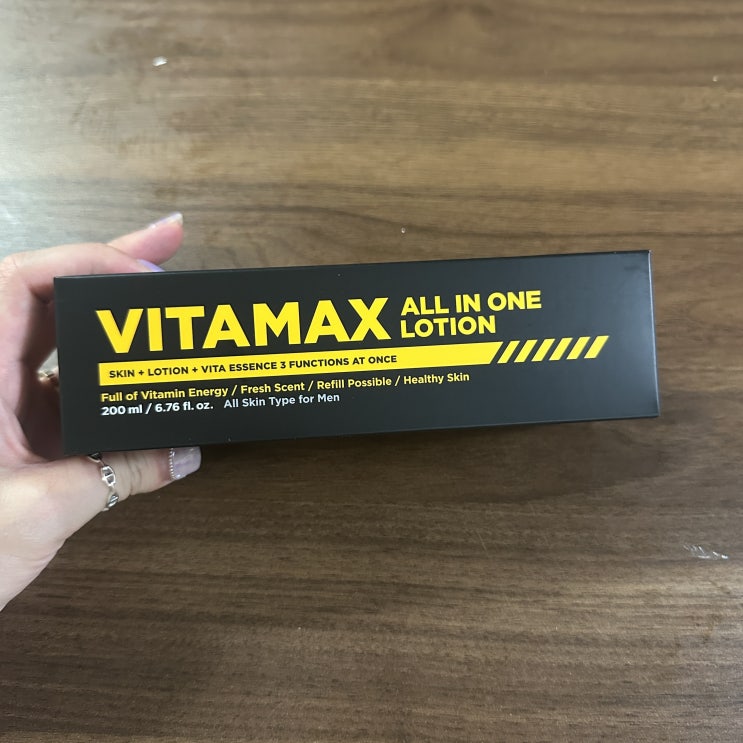 VITAMAX
ALL IN ONE
LOTION
SKIN + LOTION + VITA ESSENCE 3 FUNCTIONS AT ONCE
Full of Vitamin Energy / Fresh Scent / Refill Possible / Healthy Skin
200 ml / 6.76 fl. oz. All Skin Type for Men